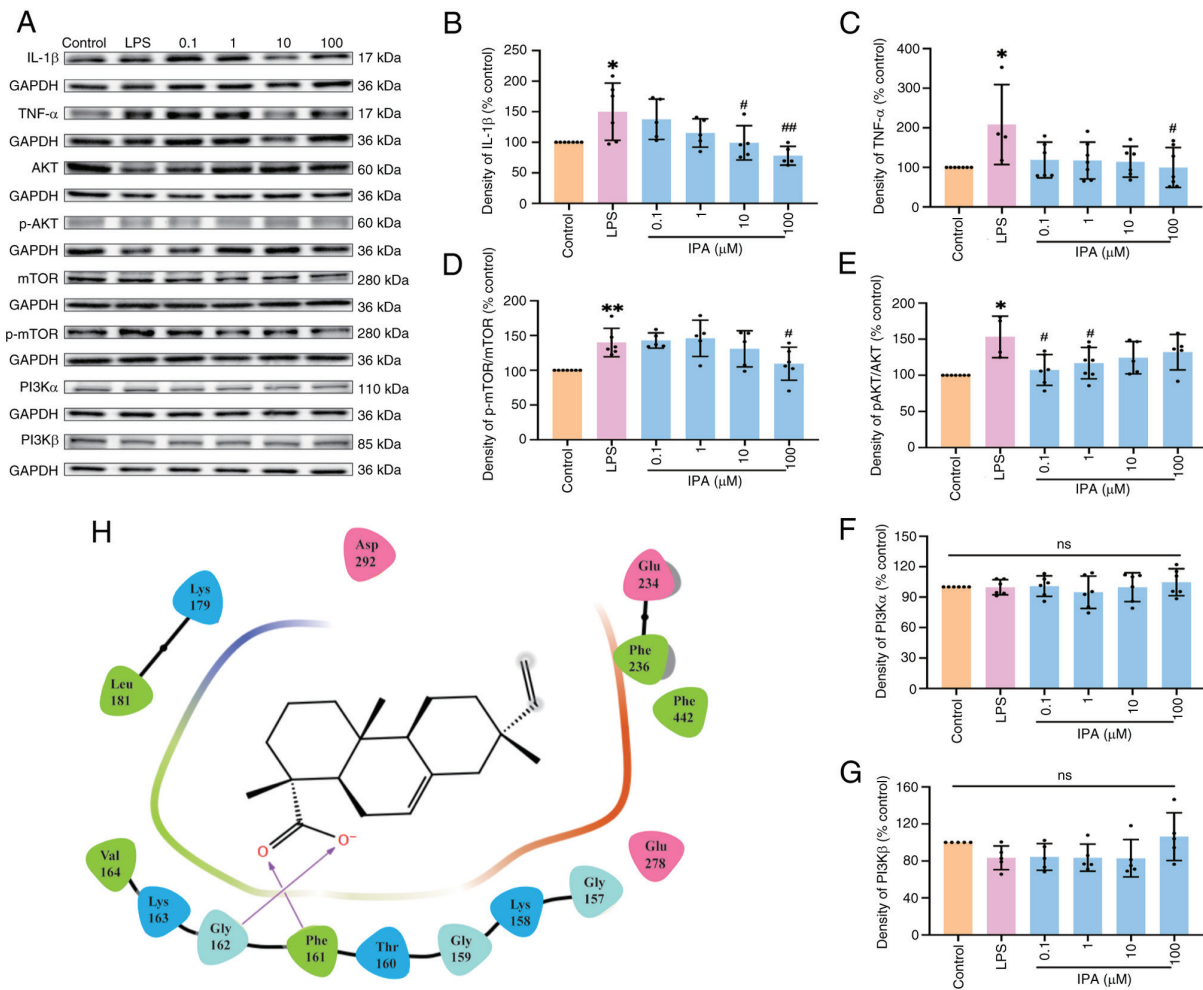 A
Control LPS 0.1 1 10 100
IL-1β 17 kDa
GAPDH 36 kDa
TNF-α 17 kDa
GAPDH 36 kDa
AKT 60 kDa
GAPDH 36 kDa
p-AKT 60 kDa
GAPDH 36 kDa
mTOR 280 kDa
GAPDH 36 kDa
p-mTOR 280 kDa
GAPDH 36 kDa
PI3Kα 110 kDa
GAPDH 36 kDa
PI3Kβ 85 kDa
GAPDH 36 kDa
B
Density of IL-1β (% control)
250
200
150
100
50
0
*
#
##
Control
LPS
0.1
1
10
100
IPA (μM)
C
Density of TNF-α (% control)
400
300
200
100
0
*
#
Control
LPS
0.1
1
10
100
IPA (μM)
D
Density of p-mTOR/mTOR (% control)
200
150
100
50
0
**
#
Control
LPS
0.1
1
10
100
IPA (μM)
E
Density of pAKT/AKT (% control)
200
150
100
50
0
*
#
#
Control
LPS
0.1
1
10
100
IPA (μM)
F
Density of PI3Kα (% control)
150
120
90
60
30
0
ns
Control
LPS
0.1
1
10
100
IPA (μM)
G
Density of PI3Kβ (% control)
160
120
80
40
0
ns
Control
LPS
0.1
1
10
100
IPA (μM)
H
Asp
292
Lys
179
Leu
181
Glu
234
Phe
236
Phe
442
O
O⁻
Glu
278
Val
164
Lys
163
Gly
162
Phe
161
Thr
160
Gly
159
Lys
158
Gly
157